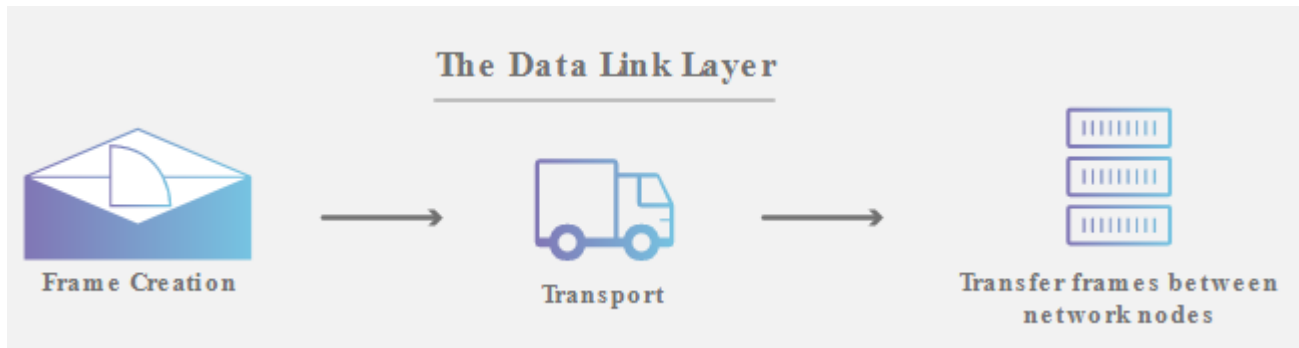 The Data Link Layer
Frame Creation
Transport
Transfer frames between
network nodes